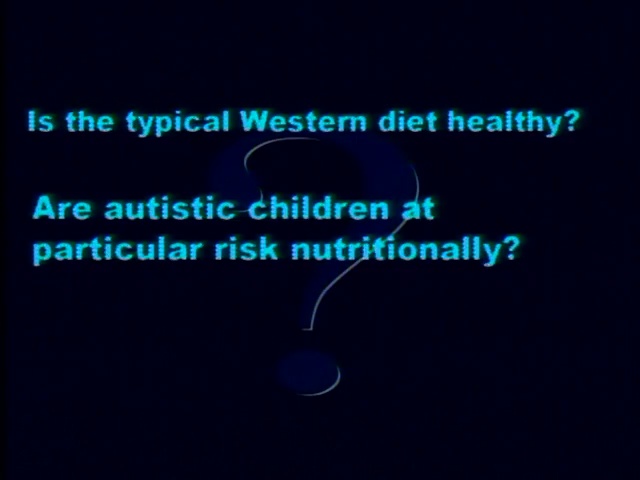 Is the typical Western diet healthy?
Are autistic children at
particular risk nutritionally?